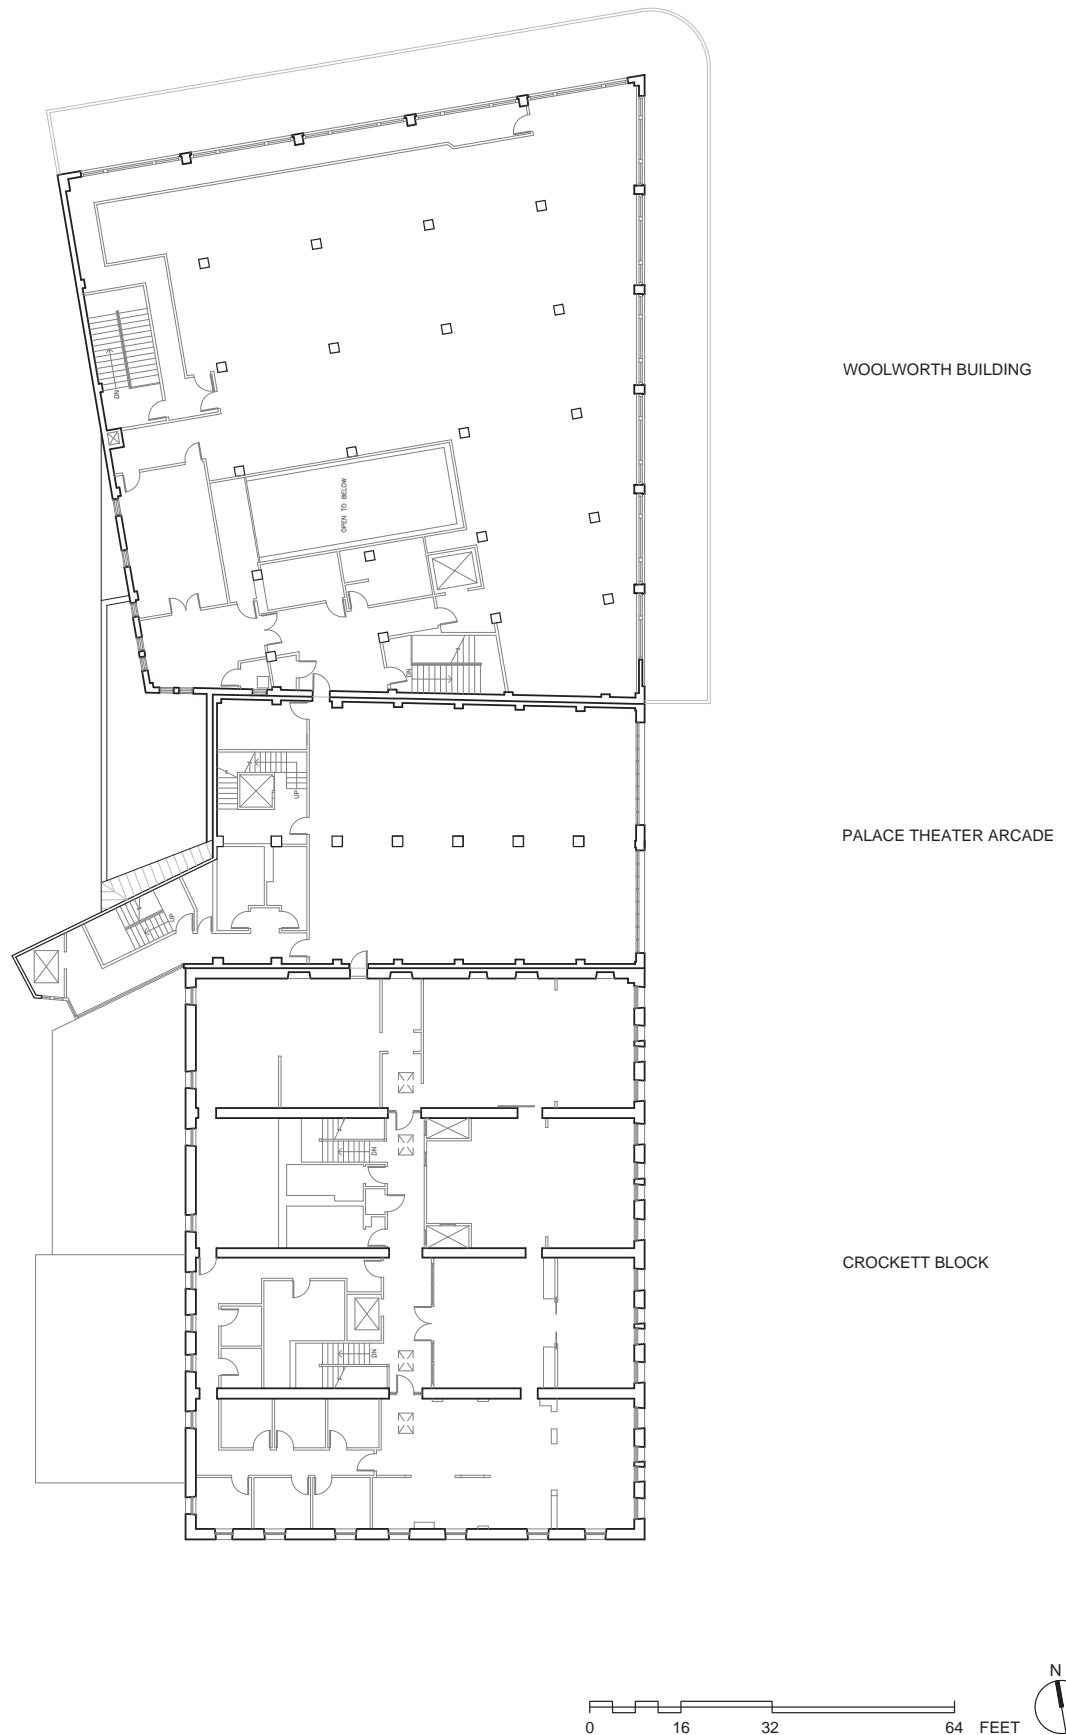 WOOLWORTH BUILDING
DN
OPEN TO BELOW
DN
PALACE THEATER ARCADE
UP
UP
DN
CROCKETT BLOCK
DN
N
0 16 32 64 FEET